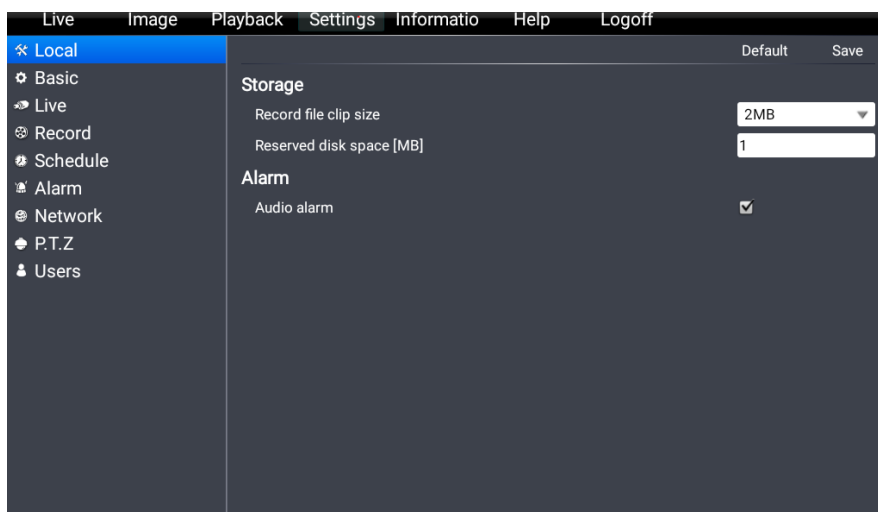 Live Image Playback Settings Informatio Help Logoff
Local
Basic
Live
Record
Schedule
Alarm
Network
P.T.Z
Users
Default Save
Storage
Record file clip size 2MB
Reserved disk space [MB] 1
Alarm
Audio alarm